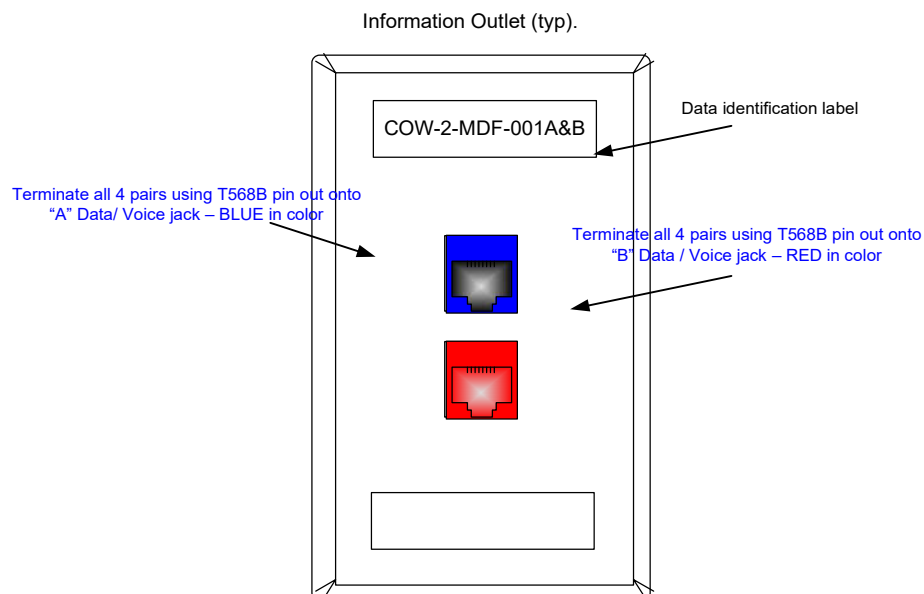 Information Outlet (typ).
COW-2-MDF-001A&B
Data identification label
Terminate all 4 pairs using T568B pin out onto
“A” Data/ Voice jack – BLUE in color
Terminate all 4 pairs using T568B pin out onto
“B” Data / Voice jack – RED in color